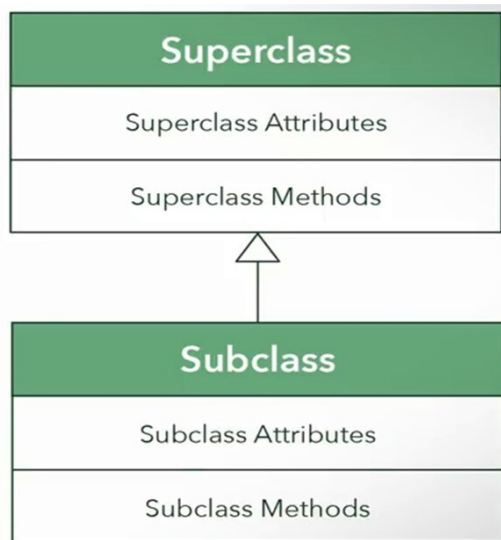 Superclass
Superclass Attributes
Superclass Methods
Subclass
Subclass Attributes
Subclass Methods